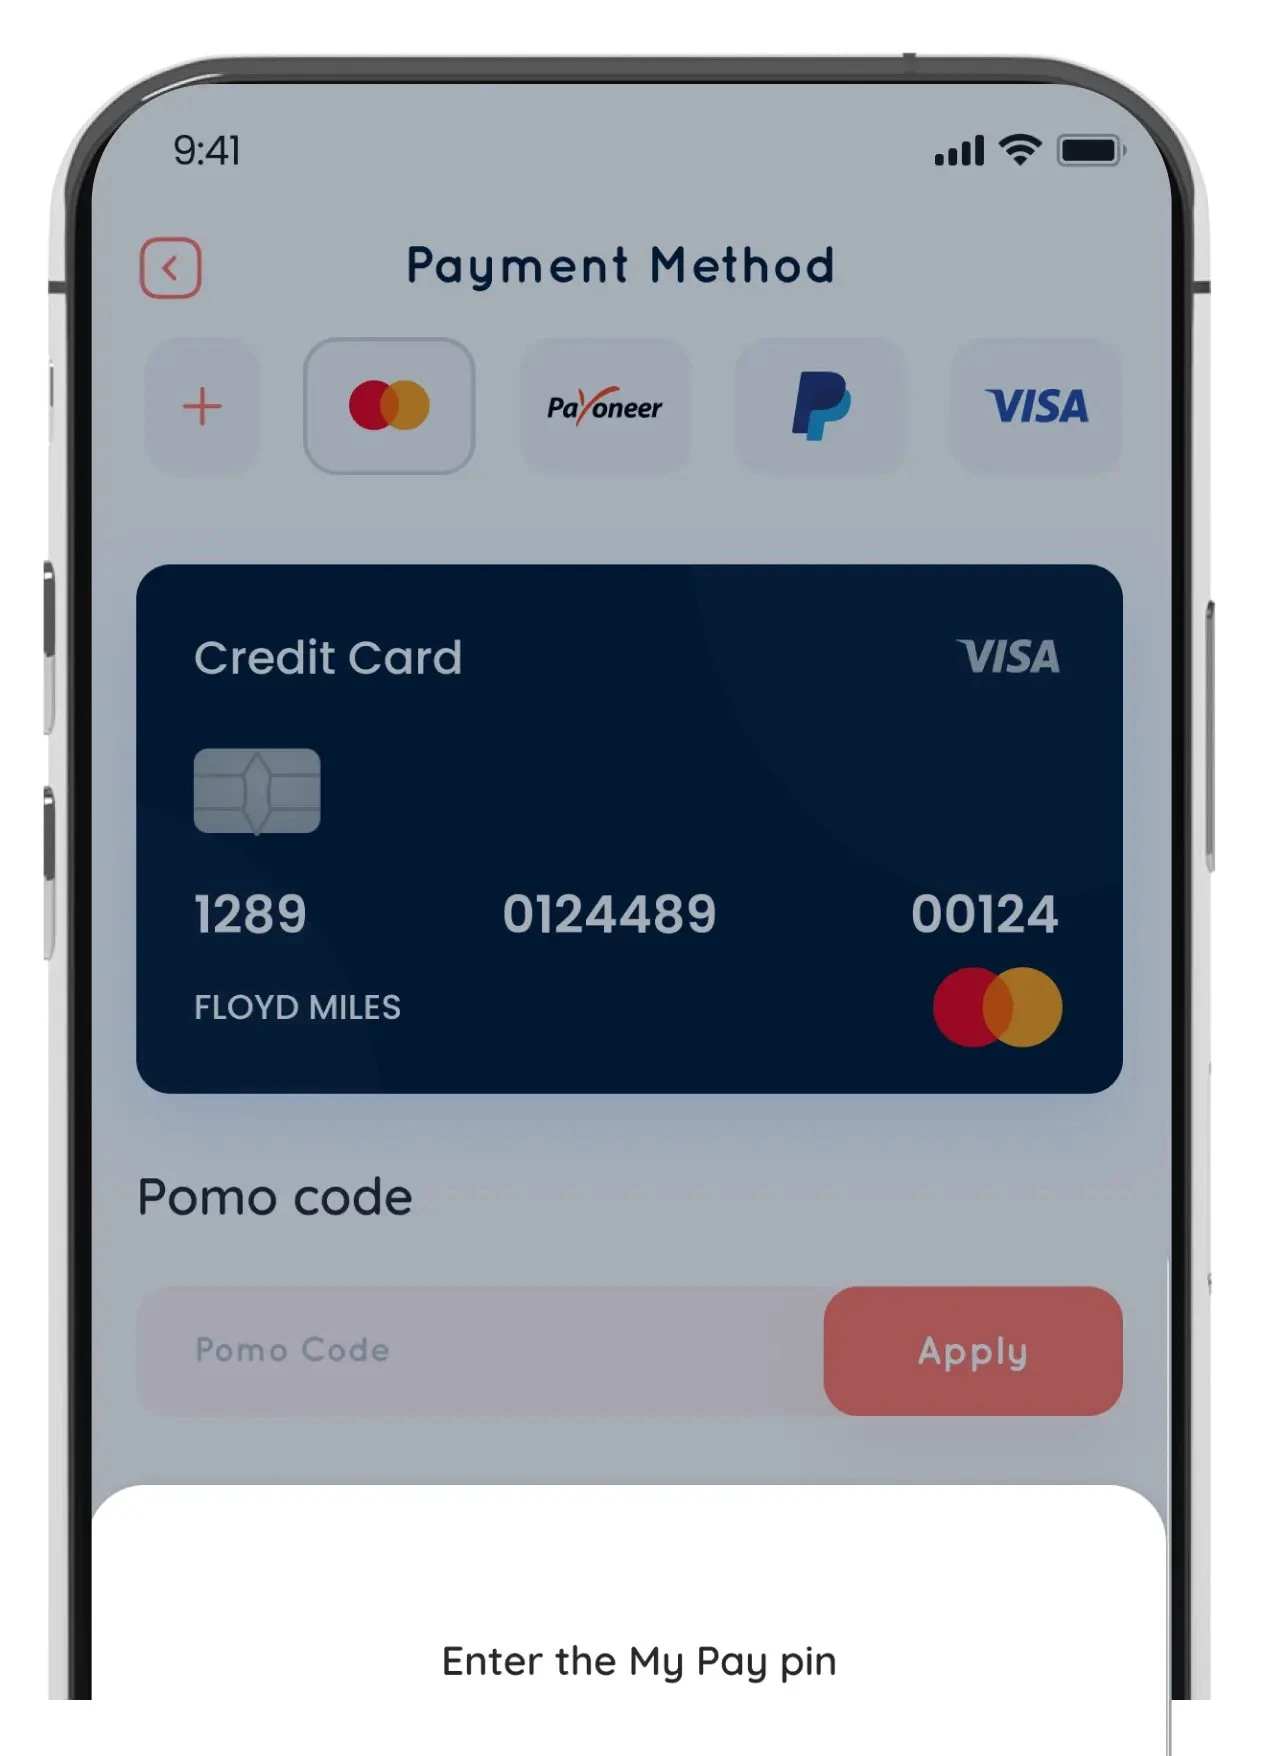 9:41
Payment Method
Payoneer VISA
Credit Card VISA
1289 0124489 00124
FLOYD MILES
Pomo code
Pomo Code Apply
Enter the My Pay pin